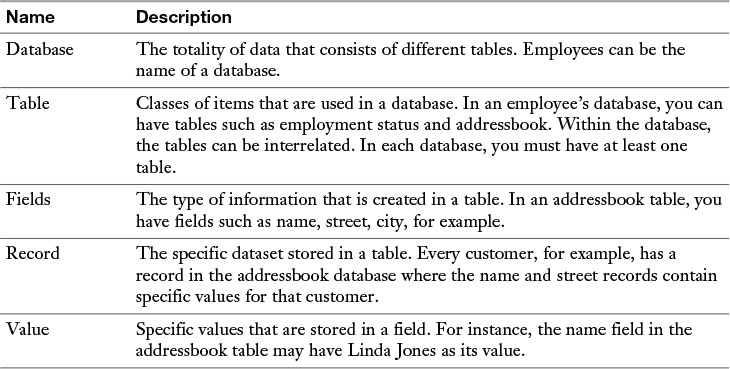 Name Description
Database The totality of data that consists of different tables. Employees can be the
name of a database.
Table Classes of items that are used in a database. In an employee’s database, you can
have tables such as employment status and addressbook. Within the database,
the tables can be interrelated. In each database, you must have at least one
table.
Fields The type of information that is created in a table. In an addressbook table, you
have fields such as name, street, city, for example.
Record The specific dataset stored in a table. Every customer, for example, has a
record in the addressbook database where the name and street records contain
specific values for that customer.
Value Specific values that are stored in a field. For instance, the name field in the
addressbook table may have Linda Jones as its value.